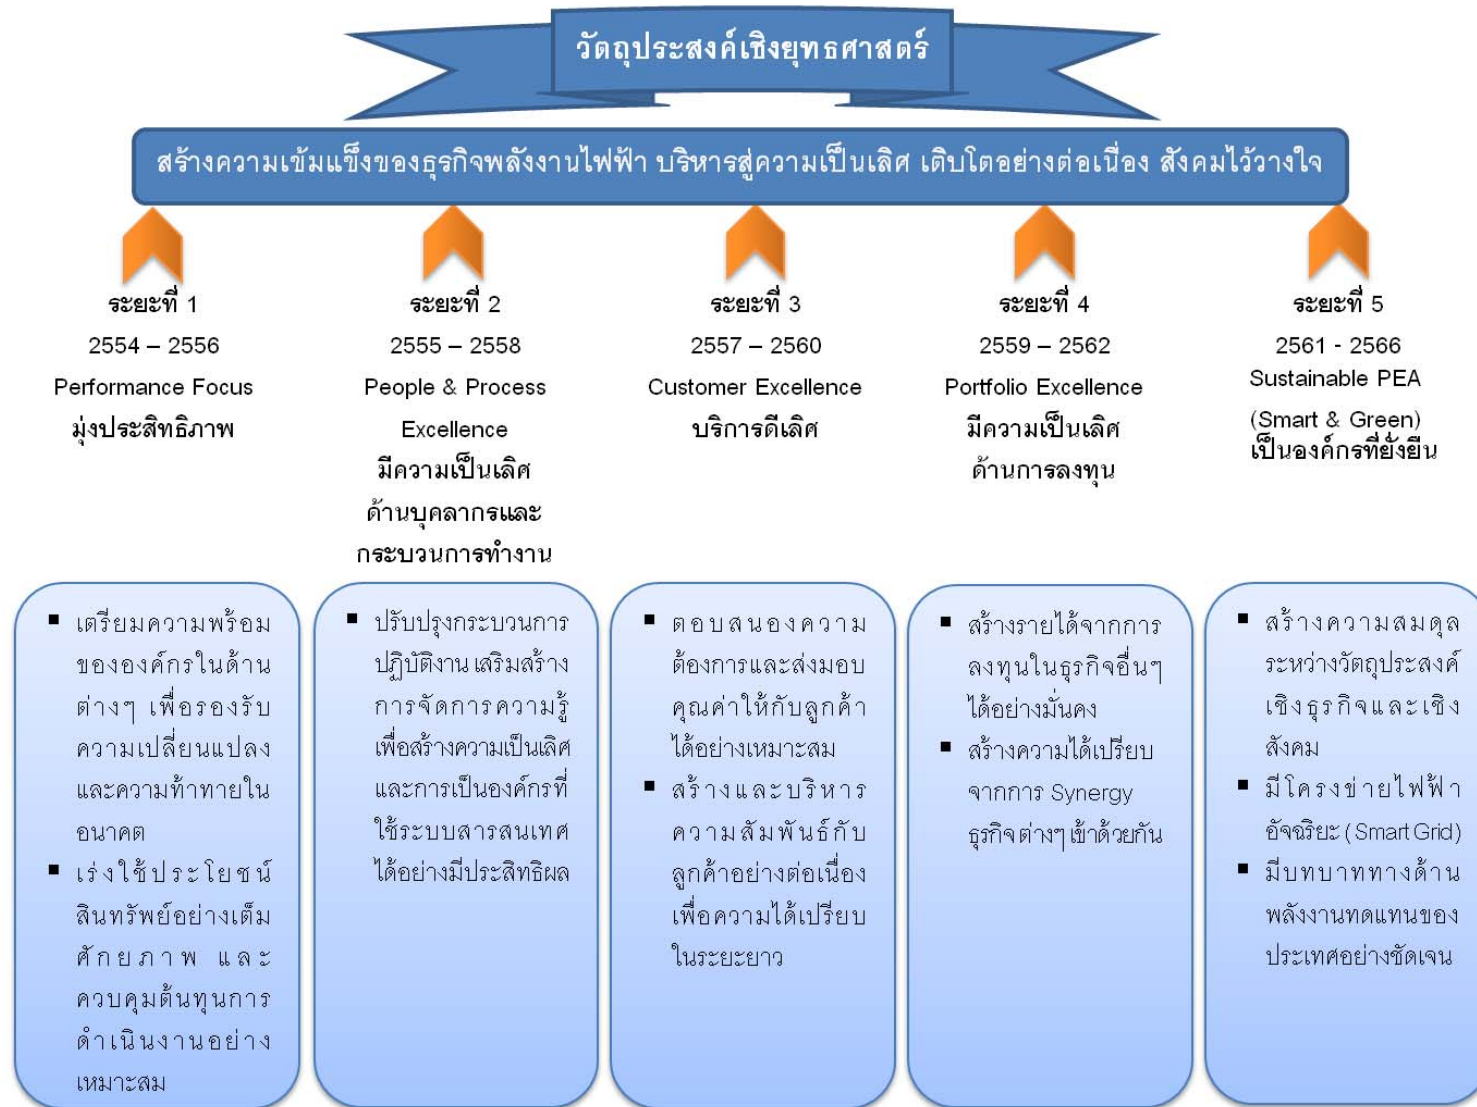 วัตถุประสงค์เชิงยุทธศาสตร์
สร้างความเข้มแข็งของธุรกิจพลังงานไฟฟ้า บริหารสู่ความเป็นเลิศ เติบโตอย่างต่อเนื่อง สังคมไว้วางใจ
ระยะที่ 1
2554 – 2556
Performance Focus
มุ่งประสิทธิภาพ
ระยะที่ 2
2555 – 2558
People & Process
Excellence
มีความเป็นเลิศ
ด้านบุคลากรและ
กระบวนการทำงาน
ระยะที่ 3
2557 – 2560
Customer Excellence
บริการดีเลิศ
ระยะที่ 4
2559 – 2562
Portfolio Excellence
มีความเป็นเลิศ
ด้านการลงทุน
ระยะที่ 5
2561 - 2566
Sustainable PEA
(Smart & Green)
เป็นองค์กรที่ยั่งยืน
▪ เตรียมความพร้อม
ขององค์กรในด้าน
ต่างๆ เพื่อรองรับ
ความเปลี่ยนแปลง
และความท้าทายใน
อนาคต
▪ เร่งใช้ประโยชน์
สินทรัพย์อย่างเต็ม
ศักยภาพ และ
ควบคุมต้นทุนการ
ดำเนินงานอย่าง
เหมาะสม
▪ ปรับปรุงกระบวนการ
ปฏิบัติงาน เสริมสร้าง
การจัดการความรู้
เพื่อสร้างความเป็นเลิศ
และการเป็นองค์กรที่
ใช้ระบบสารสนเทศ
ได้อย่างมีประสิทธิผล
▪ ตอบสนองความ
ต้องการและส่งมอบ
คุณค่าให้กับลูกค้า
ได้อย่างเหมาะสม
▪ สร้างและบริหาร
ความสัมพันธ์กับ
ลูกค้าอย่างต่อเนื่อง
เพื่อความได้เปรียบ
ในระยะยาว
▪ สร้างรายได้จากการ
ลงทุนในธุรกิจอื่นๆ
ได้อย่างมั่นคง
▪ สร้างความได้เปรียบ
จากการ Synergy
ธุรกิจต่างๆ เข้าด้วยกัน
▪ สร้างความสมดุล
ระหว่างวัตถุประสงค์
เชิงธุรกิจและเชิง
สังคม
▪ มีโครงข่ายไฟฟ้า
อัจฉริยะ (Smart Grid)
▪ มีบทบาททางด้าน
พลังงานทดแทนของ
ประเทศอย่างชัดเจน